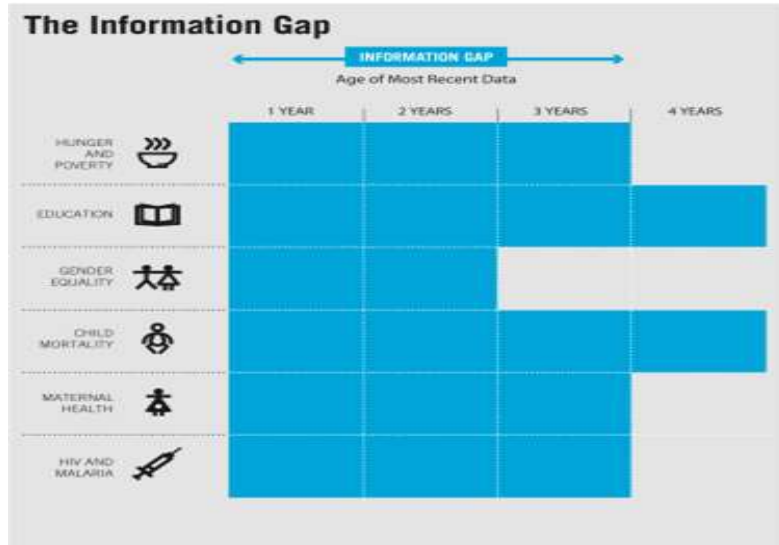 The Information Gap
INFORMATION GAP
Age of Most Recent Data
1 YEAR 2 YEARS 3 YEARS 4 YEARS
HUNGER
AND
POVERTY
EDUCATION
GENDER
EQUALITY
CHILD
MORTALITY
MATERNAL
HEALTH
HIV AND
MALARIA